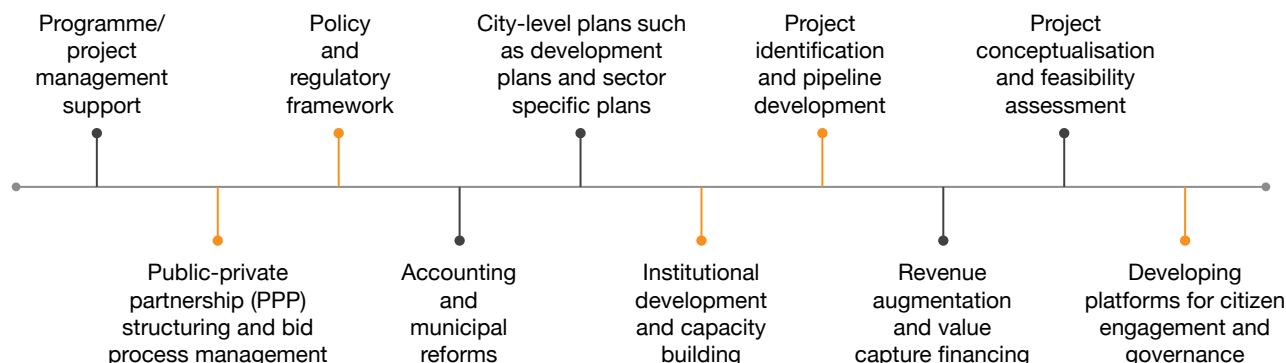 Programme/
project
management
support
Policy
and
regulatory
framework
City-level plans such
as development
plans and sector
specific plans
Project
identification
and pipeline
development
Project
conceptualisation
and feasibility
assessment
Public-private
partnership (PPP)
structuring and bid
process management
Accounting
and
municipal
reforms
Institutional
development
and capacity
building
Revenue
augmentation
and value
capture financing
Developing
platforms for citizen
engagement and
governance